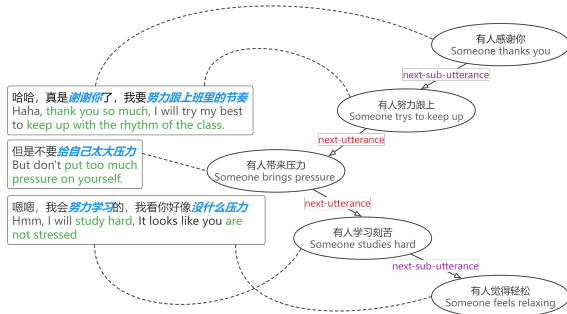 有人感谢你
Someone thanks you
next-sub-utterance
哈哈，真是谢谢你了，我要努力跟上班里的节奏
Haha, thank you so much, I will try my best
to keep up with the rhythm of the class.
有人努力跟上
Someone trys to keep up
next-utterance
但是不要给自己太大压力
But don't put too much
pressure on yourself.
有人带来压力
Someone brings pressure
next-utterance
嗯嗯，我会努力学习的，我看你好像没什么压力
Hmm, I will study hard, It looks like you are
not stressed
有人学习刻苦
Someone studies hard
next-sub-utterance
有人觉得轻松
Someone feels relaxing